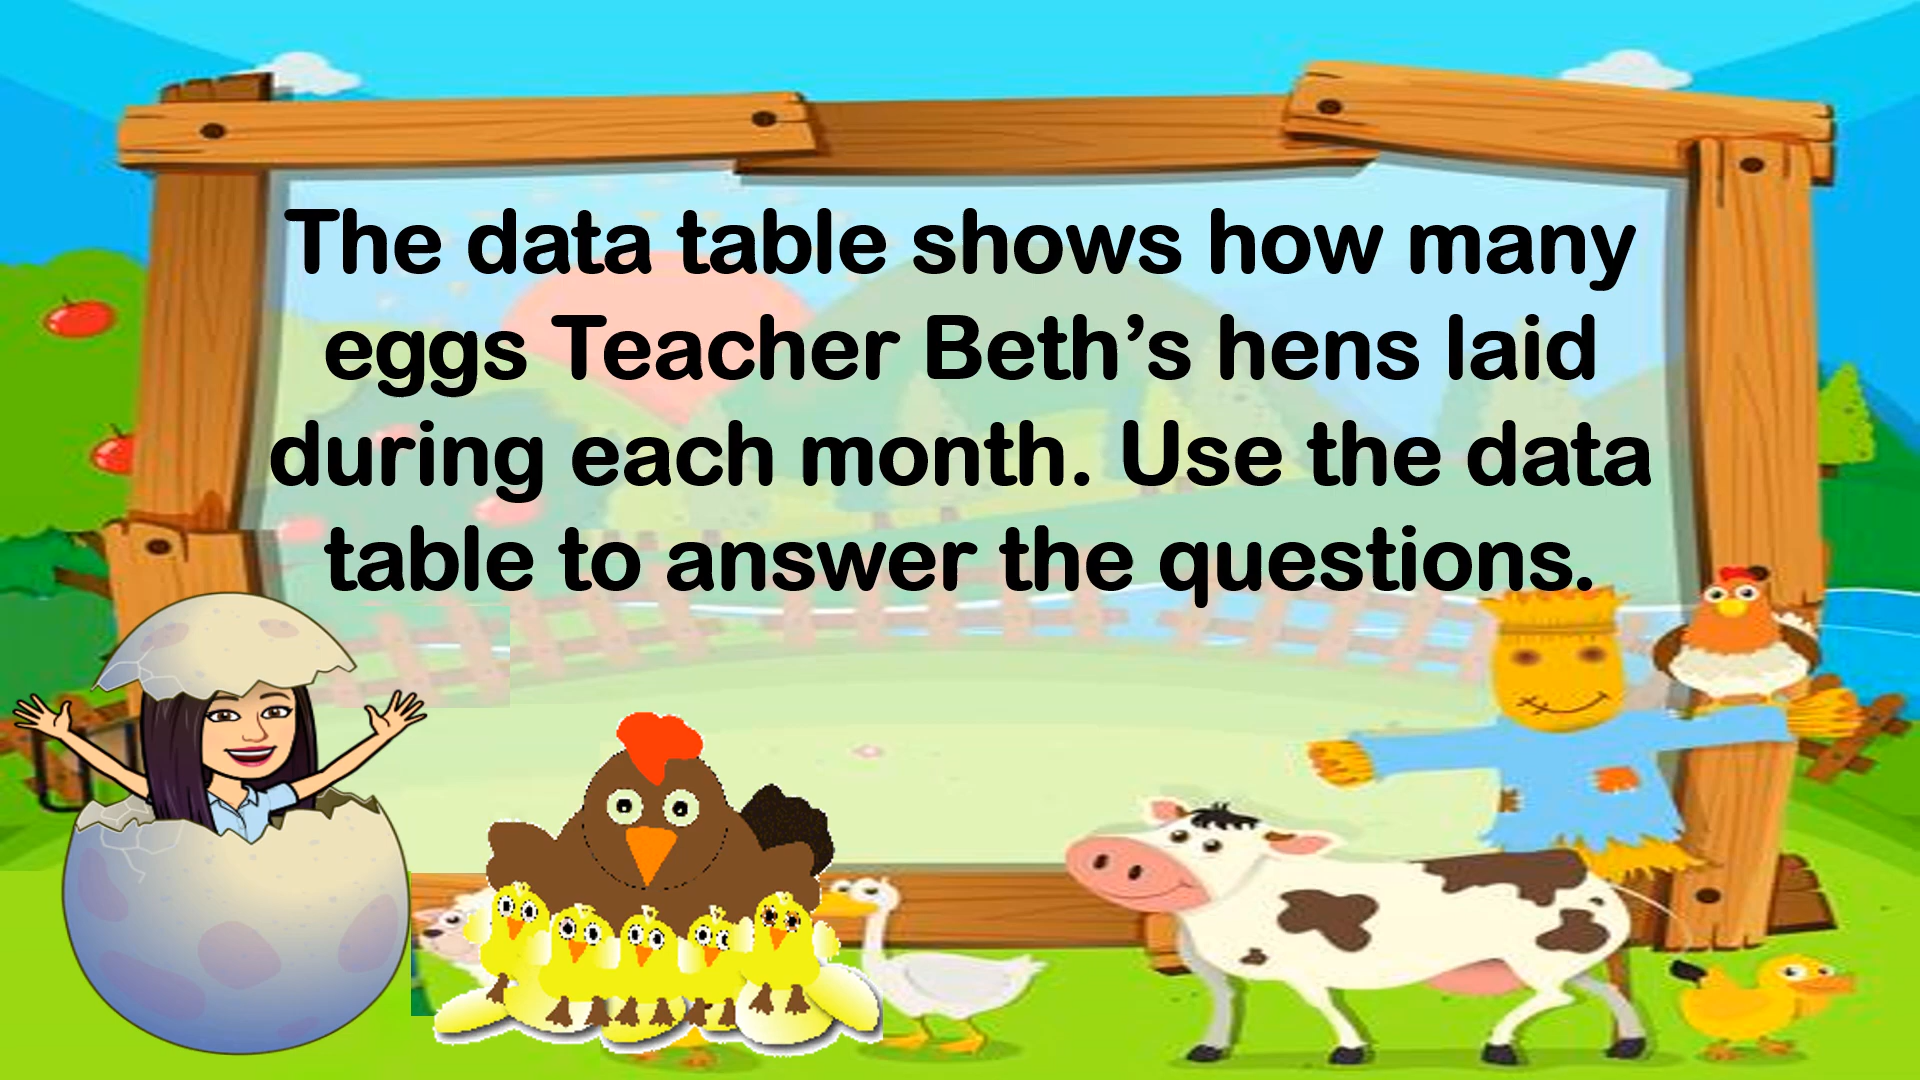 The data table shows how many
eggs Teacher Beth’s hens laid
during each month. Use the data
table to answer the questions.